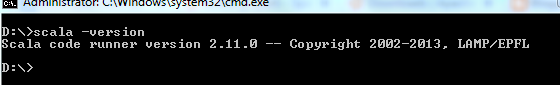 Administrator: C:\Windows\system32\cmd.exe
D:\>scala -version
Scala code runner version 2.11.0 -- Copyright 2002-2013, LAMP/EPFL
D:\>